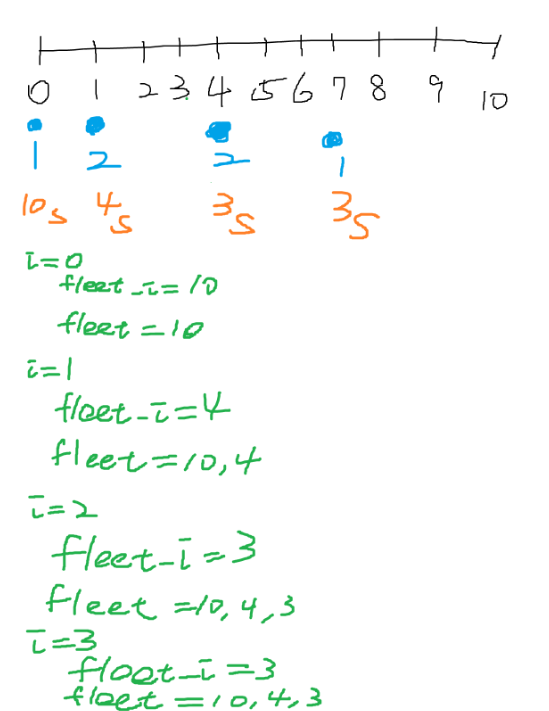 0 1 2 3 4 5 6 7 8 9 10
1 2 2 1
10s 4s 3s 3s
i=0
fleet_i=10
fleet=10
i=1
fleet_i=4
fleet=10,4
i=2
fleet_i=3
fleet=10,4,3
i=3
fleet_i=3
fleet=10,4,3